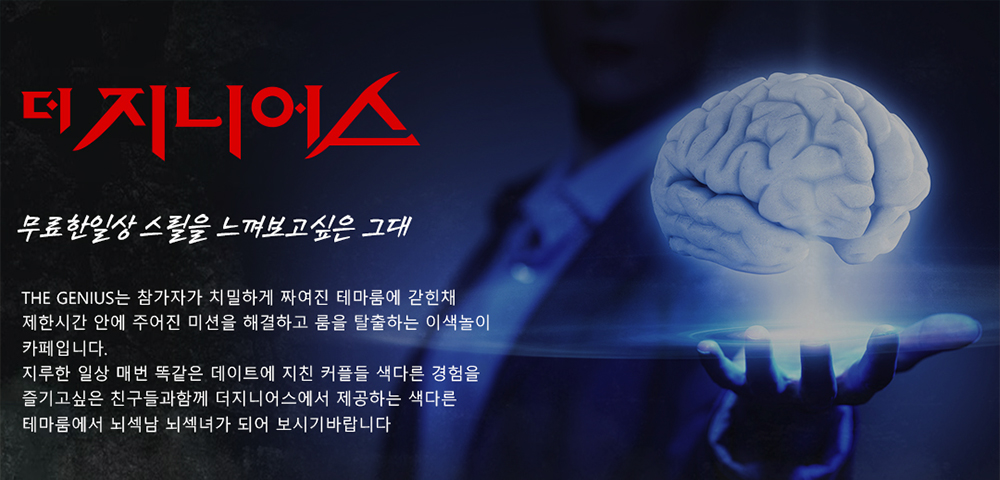 더 지니어스
무료한일상 스릴을 느껴보고싶은 그대
THE GENIUS는 참가자가 치밀하게 짜여진 테마룸에 갇힌채
제한시간 안에 주어진 미션을 해결하고 룸을 탈출하는 이색놀이
카페입니다.
지루한 일상 매번 똑같은 데이트에 지친 커플들 색다른 경험을
즐기고싶은 친구들과함께 더지니어스에서 제공하는 색다른
테마룸에서 뇌섹남 뇌섹녀가 되어 보시기바랍니다